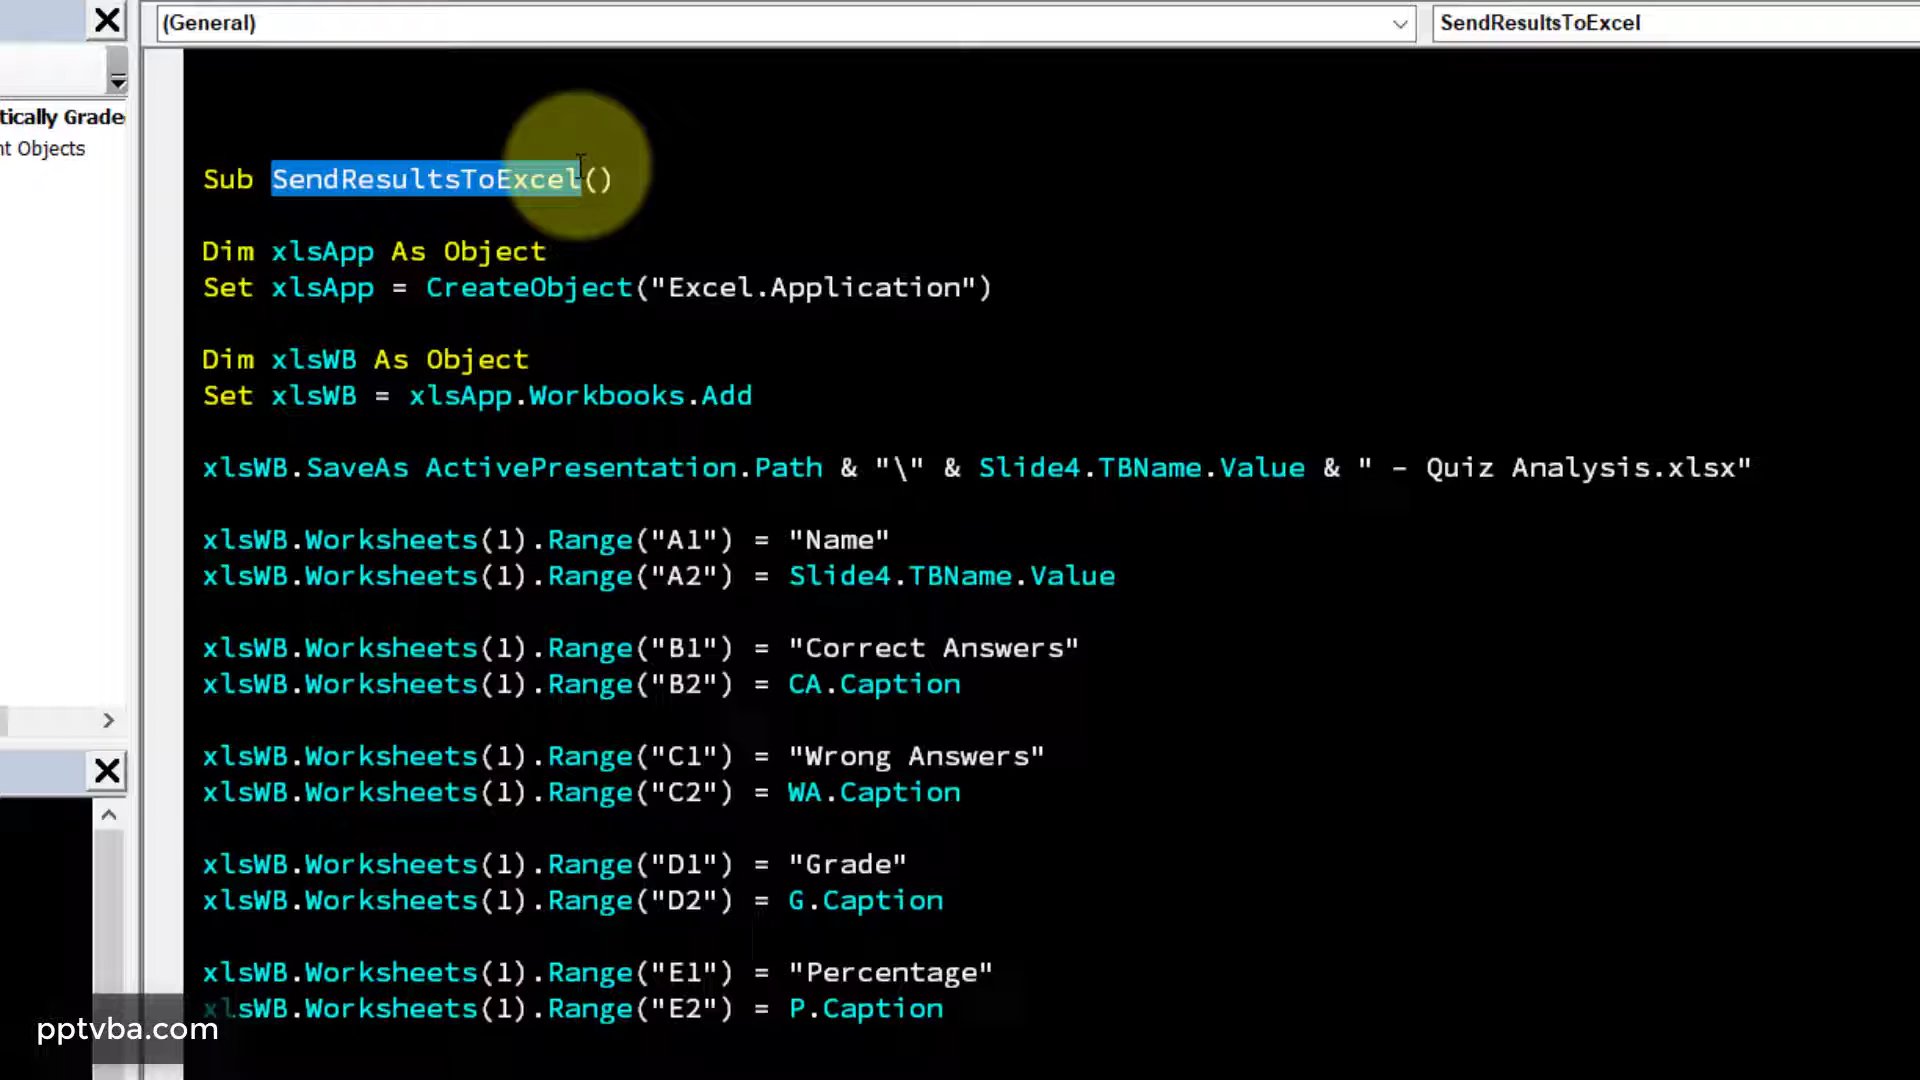 (General)
SendResultsToExcel
tically Grade
nt Objects
Sub SendResultsToExcel()
Dim xlsApp As Object
Set xlsApp = CreateObject("Excel.Application")
Dim xlsWB As Object
Set xlsWB = xlsApp.Workbooks.Add
xlsWB.SaveAs ActivePresentation.Path & "\" & Slide4.TBName.Value & " - Quiz Analysis.xlsx"
xlsWB.Worksheets(1).Range("A1") = "Name"
xlsWB.Worksheets(1).Range("A2") = Slide4.TBName.Value
xlsWB.Worksheets(1).Range("B1") = "Correct Answers"
xlsWB.Worksheets(1).Range("B2") = CA.Caption
xlsWB.Worksheets(1).Range("C1") = "Wrong Answers"
xlsWB.Worksheets(1).Range("C2") = WA.Caption
xlsWB.Worksheets(1).Range("D1") = "Grade"
xlsWB.Worksheets(1).Range("D2") = G.Caption
xlsWB.Worksheets(1).Range("E1") = "Percentage"
xlsWB.Worksheets(1).Range("E2") = P.Caption
pptvba.com